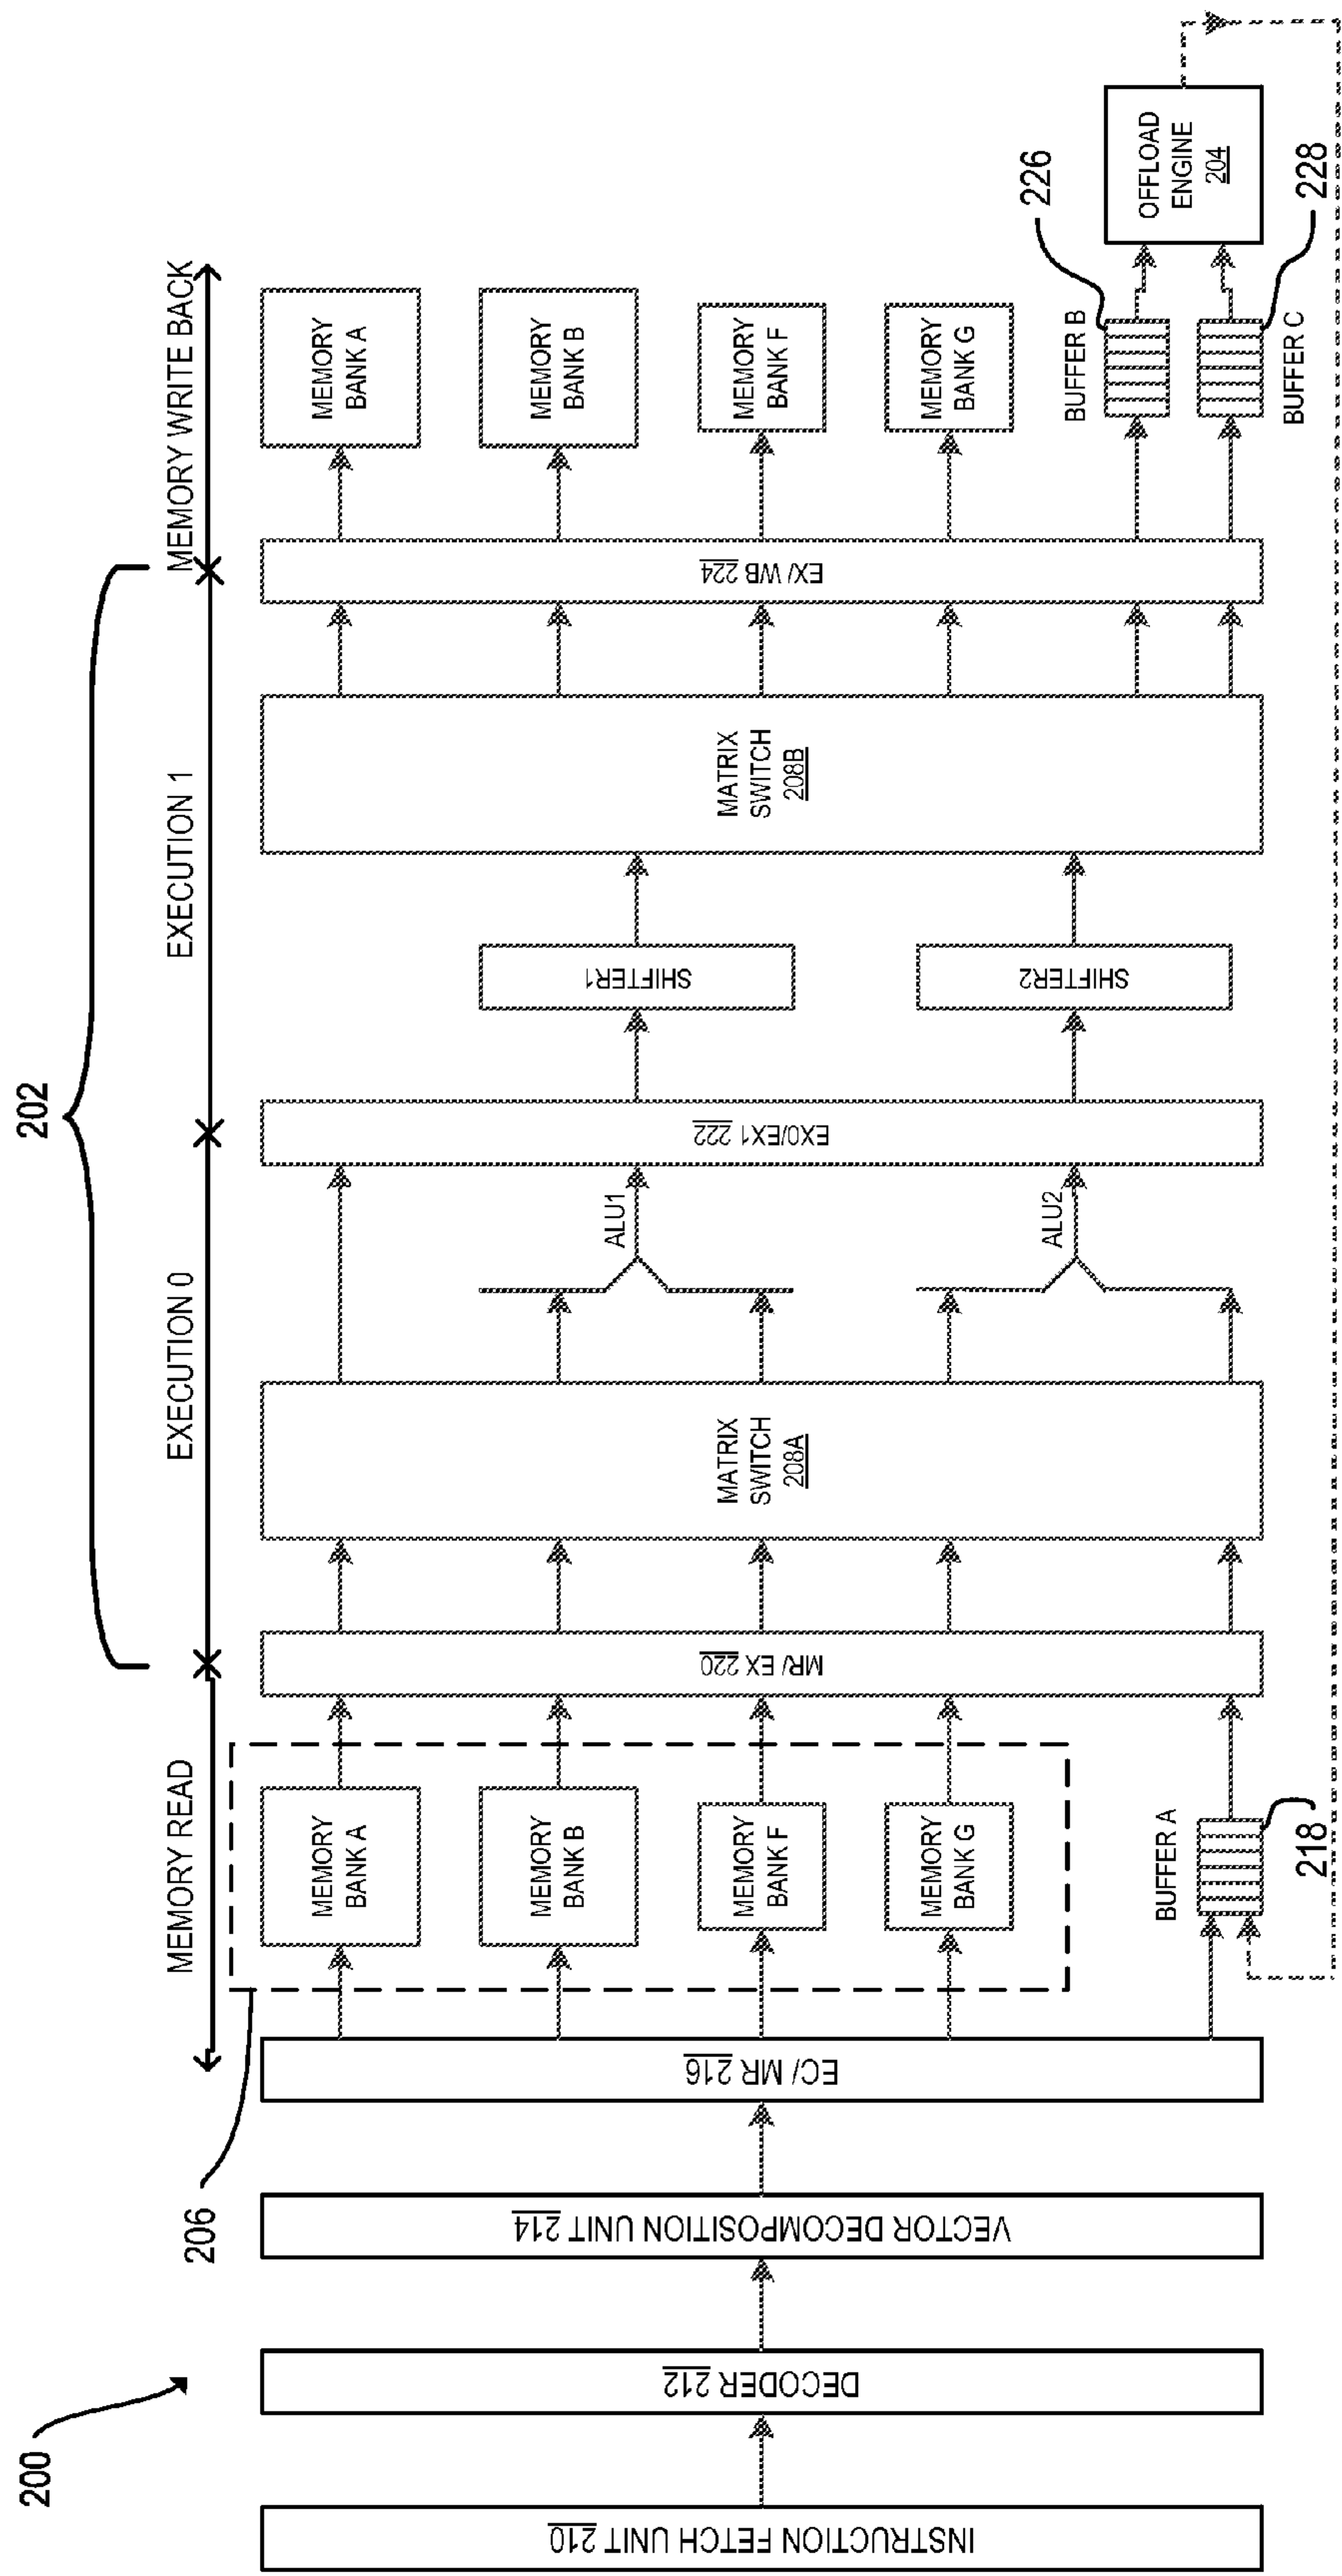 200
202
206
MEMORY READ
EXECUTION 0
EXECUTION 1
MEMORY WRITE BACK
INSTRUCTION FETCH UNIT 210
DECODER 212
VECTOR DECOMPOSITION UNIT 214
EC/ MR 216
MEMORY
BANK A
MEMORY
BANK B
MEMORY
BANK F
MEMORY
BANK G
BUFFER A
218
MR/ EX 220
MATRIX
SWITCH
208A
ALU1
ALU2
EX0/EX1 222
SHIFTER1
SHIFTER2
MATRIX
SWITCH
208B
EX/ WB 224
MEMORY
BANK A
MEMORY
BANK B
MEMORY
BANK F
MEMORY
BANK G
BUFFER B
226
BUFFER C
228
OFFLOAD
ENGINE
204